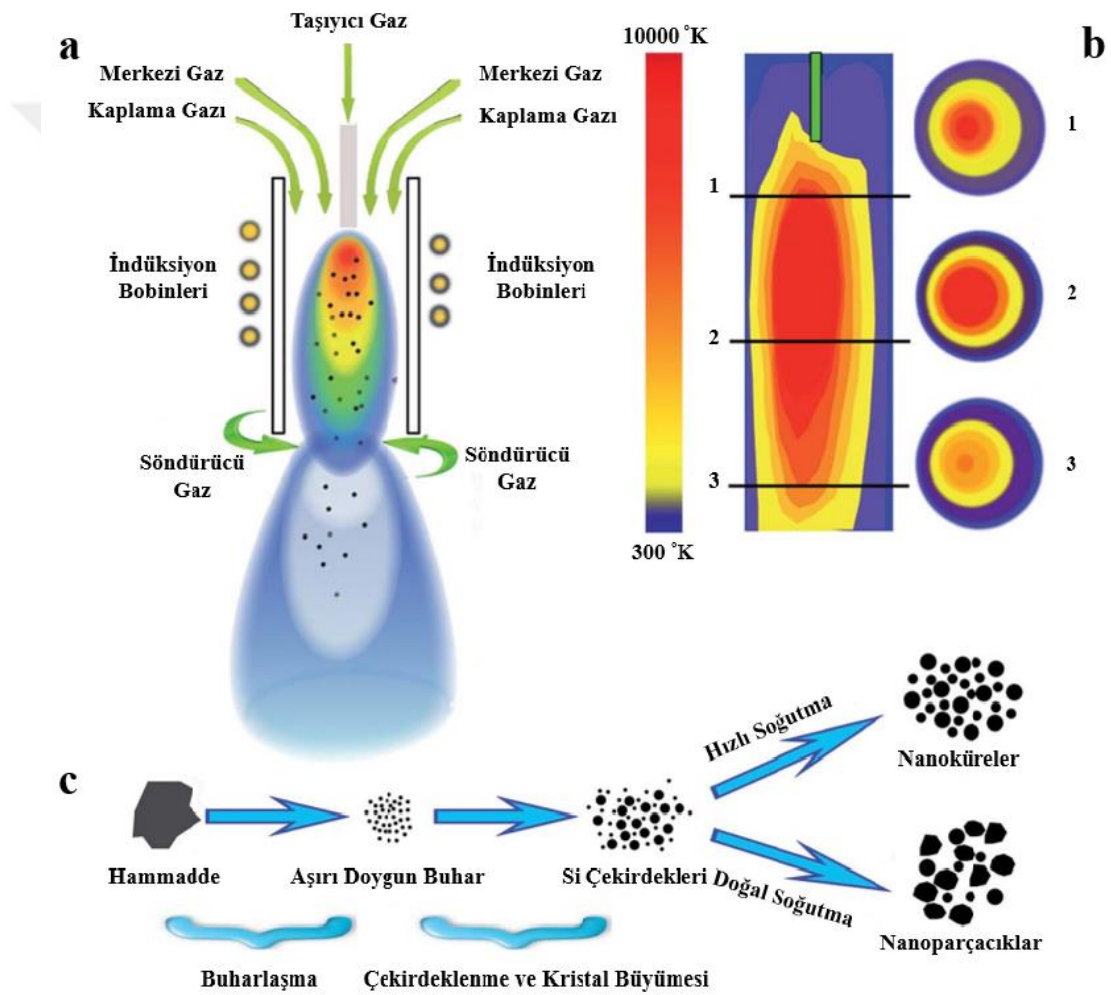 a
Taşıyıcı Gaz
Merkezi Gaz
Kaplama Gazı
Merkezi Gaz
Kaplama Gazı
İndüksiyon
Bobinleri
İndüksiyon
Bobinleri
Söndürücü
Gaz
Söndürücü
Gaz
b
10000 °K
300 °K
1
2
3
1
2
3
c
Hammadde
Aşırı Doygun Buhar
Si Çekirdekleri
Hızlı Soğutma
Doğal Soğutma
Nanoküreler
Nanoparçacıklar
Buharlaşma
Çekirdeklenme ve Kristal Büyümesi